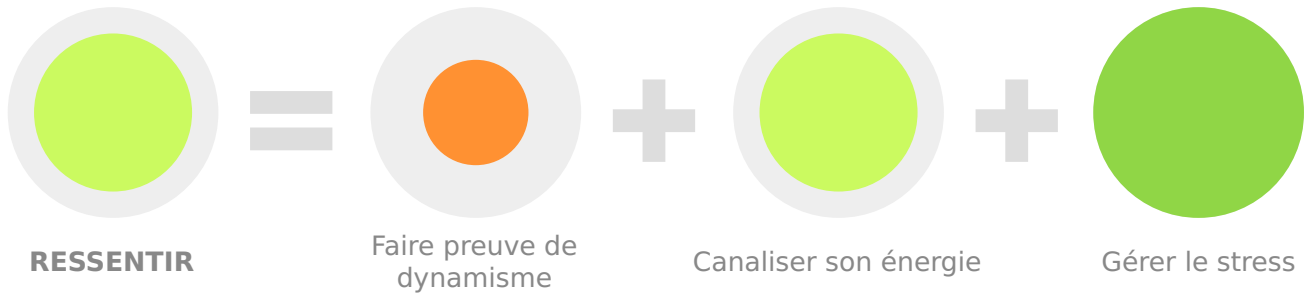 RESSENTIR
Faire preuve de
dynamisme
Canaliser son énergie
Gérer le stress